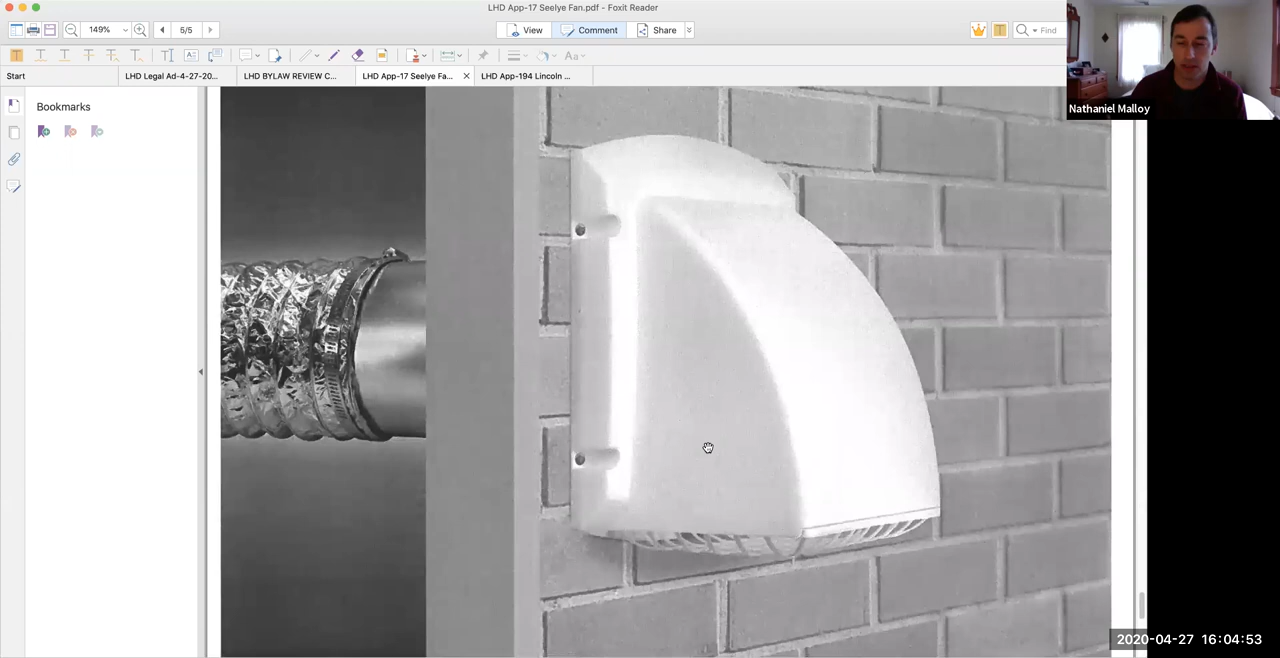 LHD App-17 Seelye Fan.pdf - Foxit Reader
149%
5/5
View
Comment
Share
Find
Start
LHD Legal Ad-4-27-20...
LHD BYLAW REVIEW C...
LHD App-17 Seelye Fa...
LHD App-194 Lincoln ...
Bookmarks
Nathaniel Malloy
2020-04-27 16:04:53